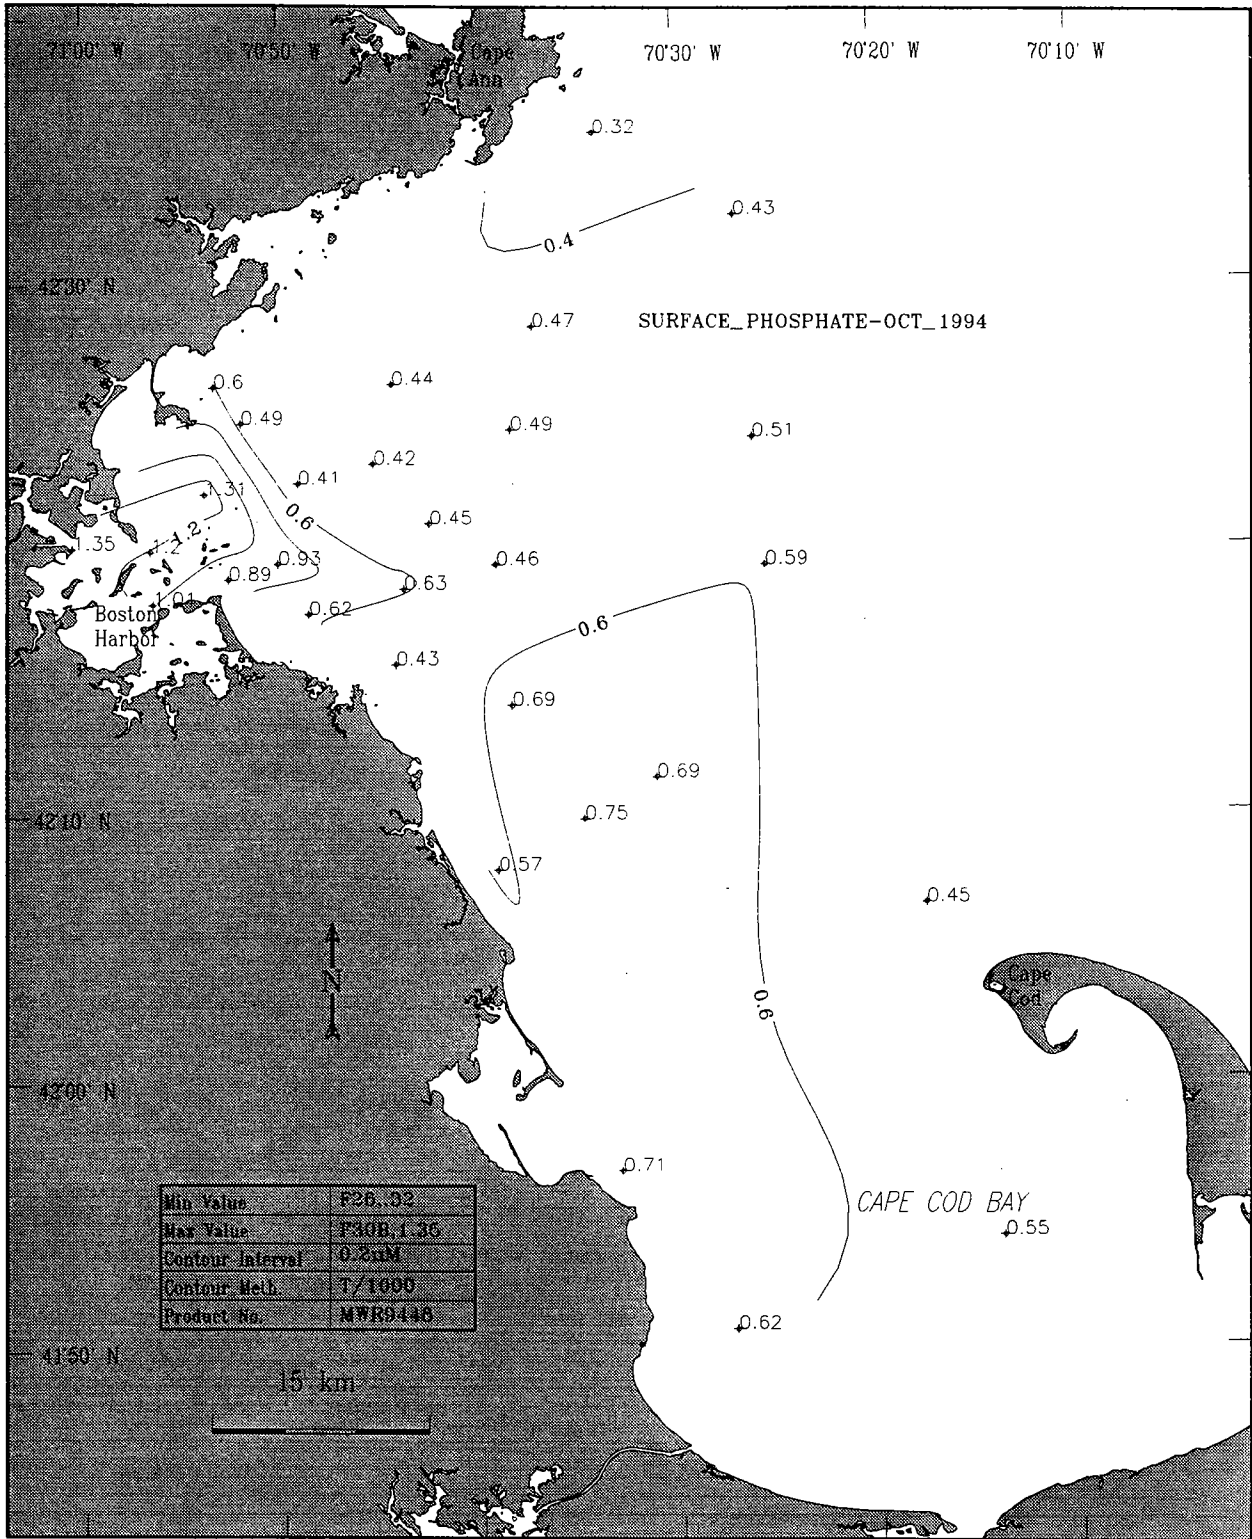 71°00' W
70°50' W
70°30' W
70°20' W
70°10' W
Cape
Ann
0.32
0.43
0.4
42°30' N
0.47
SURFACE_PHOSPHATE-OCT_1994
0.6
0.44
0.49
0.49
0.51
0.42
0.41
1.31
0.6
0.45
1.2
1.35
1.2
0.93
0.46
0.59
0.89
0.63
1.01
0.62
Boston
Harbor
0.6
0.43
0.69
0.69
0.75
42°10' N
0.57
0.45
N
Cape
Cod
0.6
42°00' N
0.71
Min Value F26,.32
Max Value F30B,1.35
Contour Interval 0.2uM
Contour Meth. T/1000
Product No. MWR9448
CAPE COD BAY
0.55
0.62
41°50' N
15 km